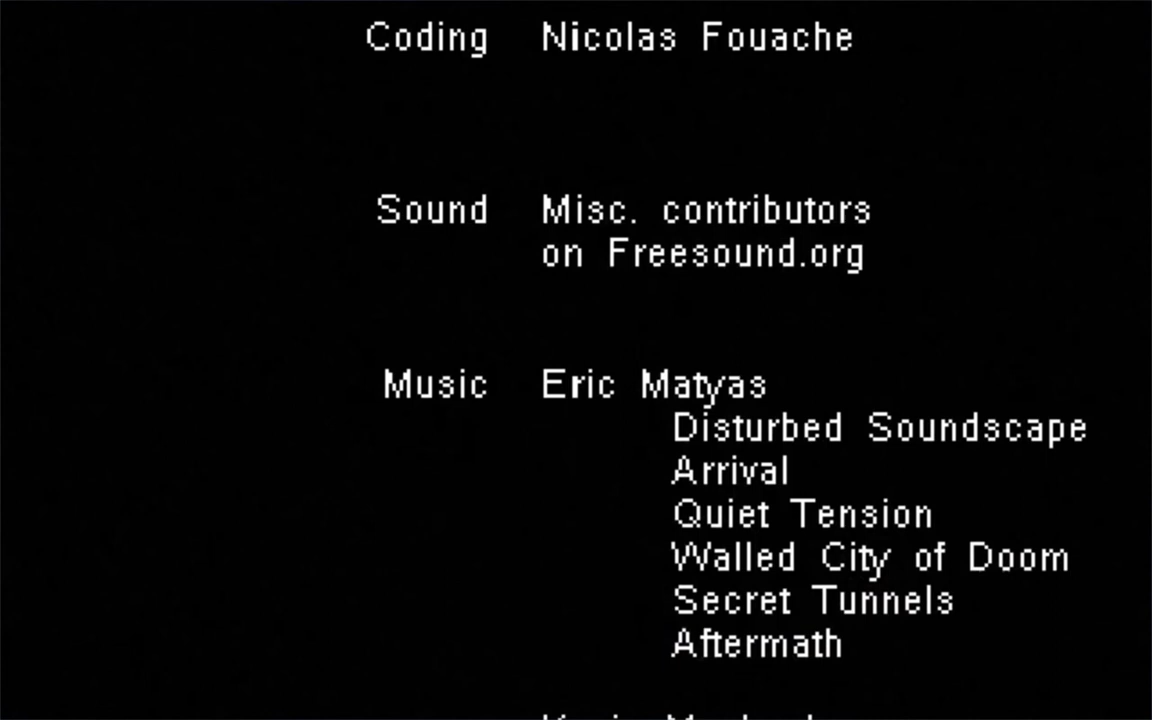 Coding Nicolas Fouache
Sound Misc. contributors
on Freesound.org
Music Eric Matyas
Disturbed Soundscape
Arrival
Quiet Tension
Walled City of Doom
Secret Tunnels
Aftermath